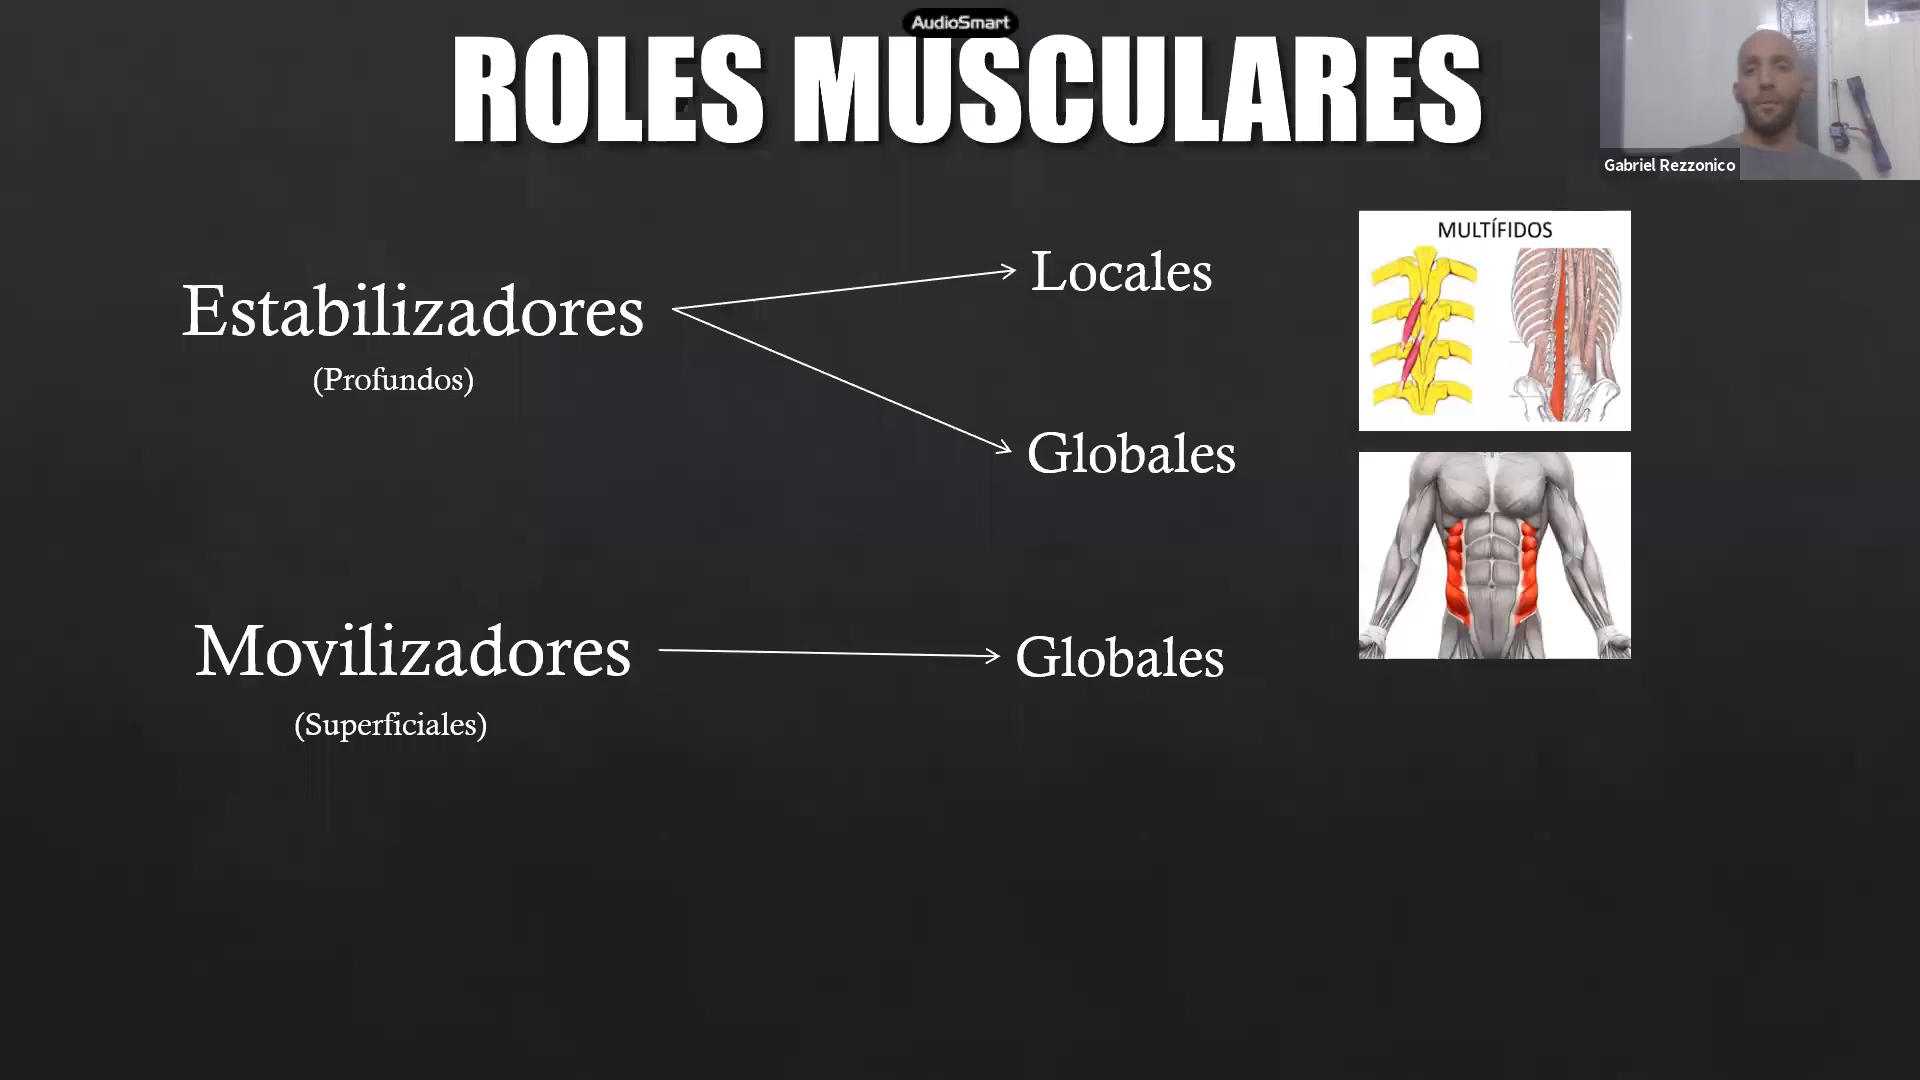 AudioSmart
ROLES MUSCULARES
Gabriel Rezzonico
Estabilizadores
(Profundos)
Locales
Globales
MULTÍFIDOS
Movilizadores
(Superficiales)
Globales